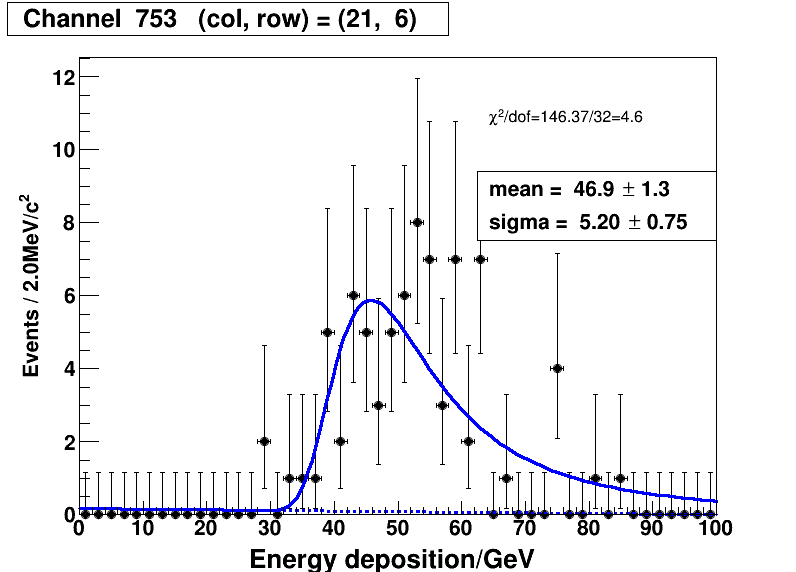 Channel 753 (col, row) = (21, 6)
χ²/dof=146.37/32=4.6
mean = 46.9 ± 1.3
sigma = 5.20 ± 0.75
Events / 2.0MeV/c²
12
10
8
6
4
2
0
0 10 20 30 40 50 60 70 80 90 100
Energy deposition/GeV